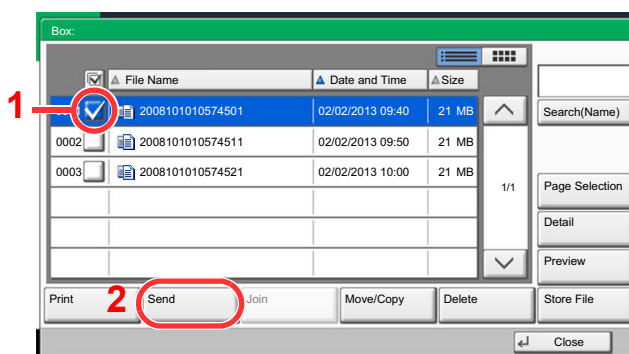 Box:
File Name Date and Time Size
1
2008101010574501 02/02/2013 09:40 21 MB
Search(Name)
0002 2008101010574511 02/02/2013 09:50 21 MB
0003 2008101010574521 02/02/2013 10:00 21 MB
1/1
Page Selection
Detail
Preview
Print 2 Send Join Move/Copy Delete Store File
Close